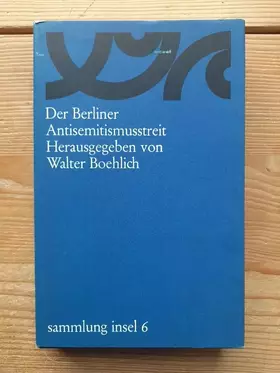 Der Berliner
Antisemitismusstreit
Herausgegeben von
Walter Boehlich
sammlung insel 6